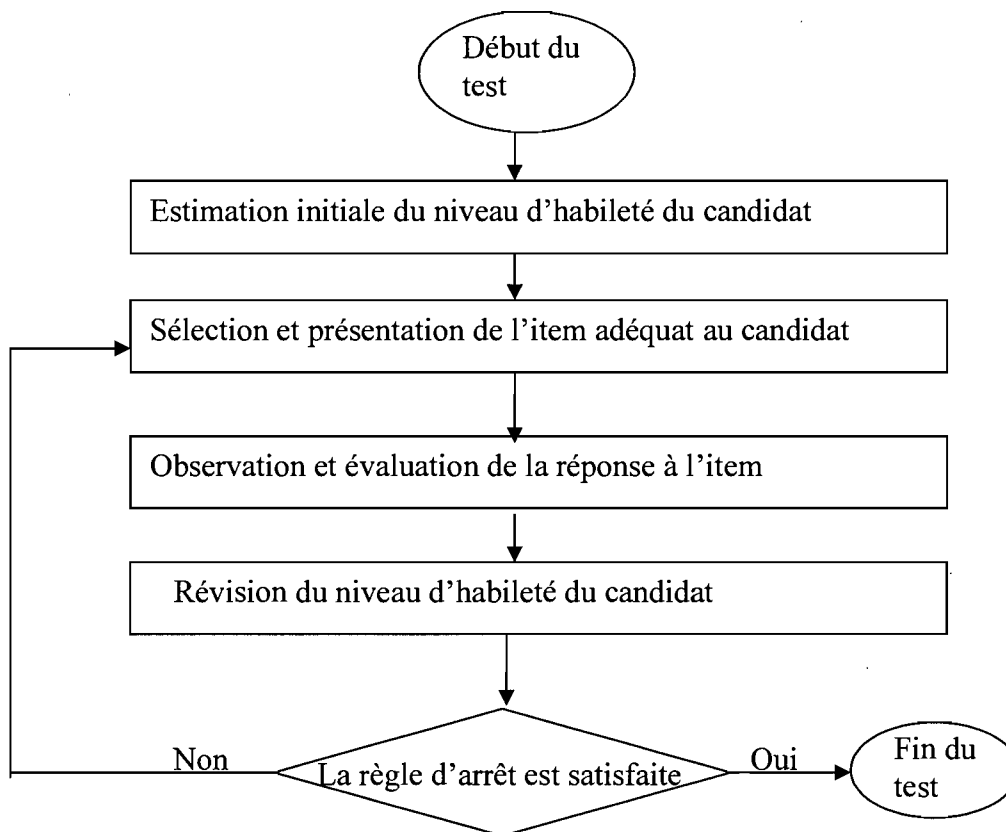 Début du
test
Estimation initiale du niveau d'habileté du candidat
Sélection et présentation de l'item adéquat au candidat
Observation et évaluation de la réponse à l'item
Révision du niveau d'habileté du candidat
Non
La règle d'arrêt est satisfaite
Oui
Fin du
test